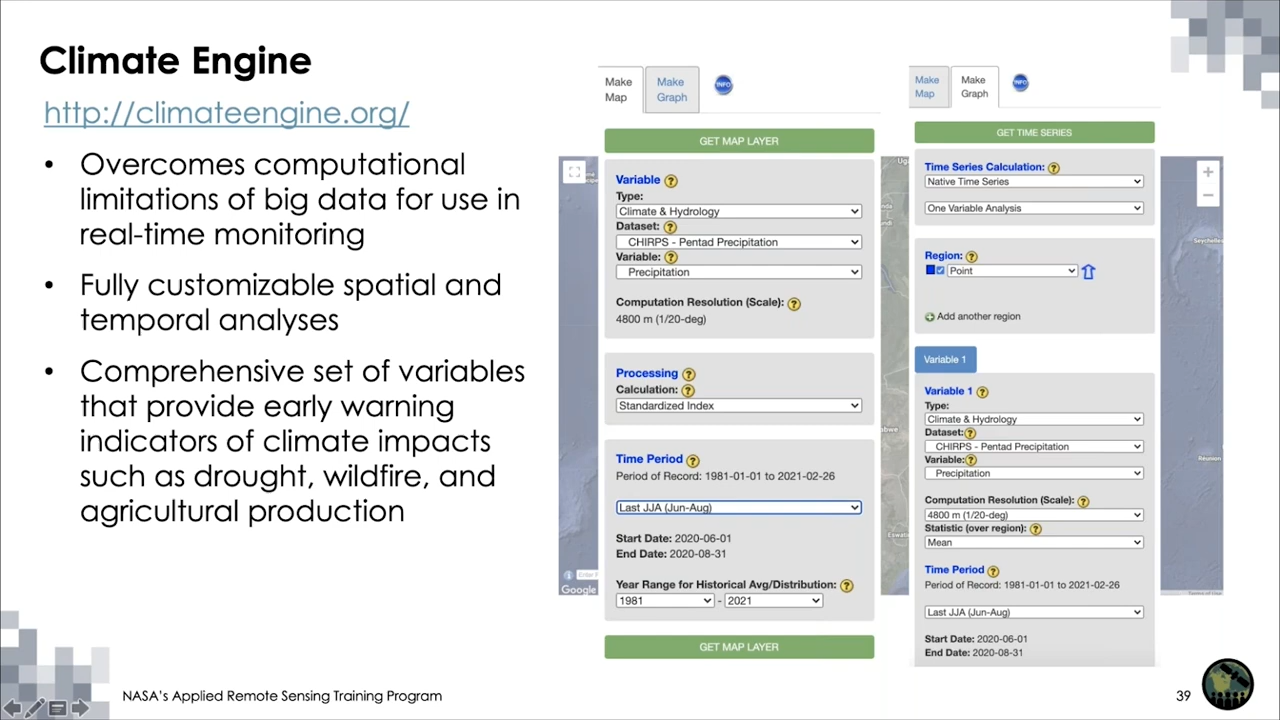 Climate Engine
http://climateengine.org/
• Overcomes computational
limitations of big data for use in
real-time monitoring
• Fully customizable spatial and
temporal analyses
• Comprehensive set of variables
that provide early warning
indicators of climate impacts
such as drought, wildfire, and
agricultural production
Make
Map
Make
Graph
INFO
GET MAP LAYER
Variable ?
Type:
Climate & Hydrology
Dataset: ?
CHIRPS - Pentad Precipitation
Variable: ?
Precipitation
Computation Resolution (Scale): ?
4800 m (1/20-deg)
Processing ?
Calculation: ?
Standardized Index
Time Period ?
Period of Record: 1981-01-01 to 2021-02-26
Last JJA (Jun-Aug)
Start Date: 2020-06-01
End Date: 2020-08-31
Year Range for Historical Avg/Distribution: ?
1981 - 2021
GET MAP LAYER
Google
Make
Map
Make
Graph
INFO
GET TIME SERIES
Time Series Calculation: ?
Native Time Series
One Variable Analysis
Region: ?
Point
Add another region
Variable 1
Variable 1 ?
Type:
Climate & Hydrology
Dataset: ?
CHIRPS - Pentad Precipitation
Variable: ?
Precipitation
Computation Resolution (Scale): ?
4800 m (1/20-deg)
Statistic (over region): ?
Mean
Time Period ?
Period of Record: 1981-01-01 to 2021-02-26
Last JJA (Jun-Aug)
Start Date: 2020-06-01
End Date: 2020-08-31
+
−
Seychelles
Réunion
Terms of Use
NASA's Applied Remote Sensing Training Program
39